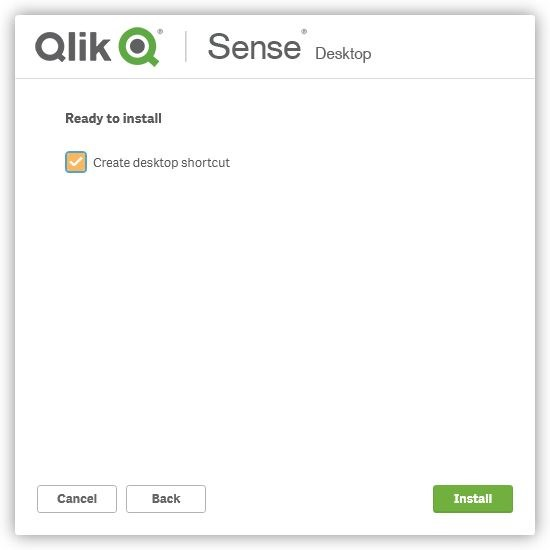 Qlik® Sense® Desktop
Ready to install
Create desktop shortcut
Cancel Back Install